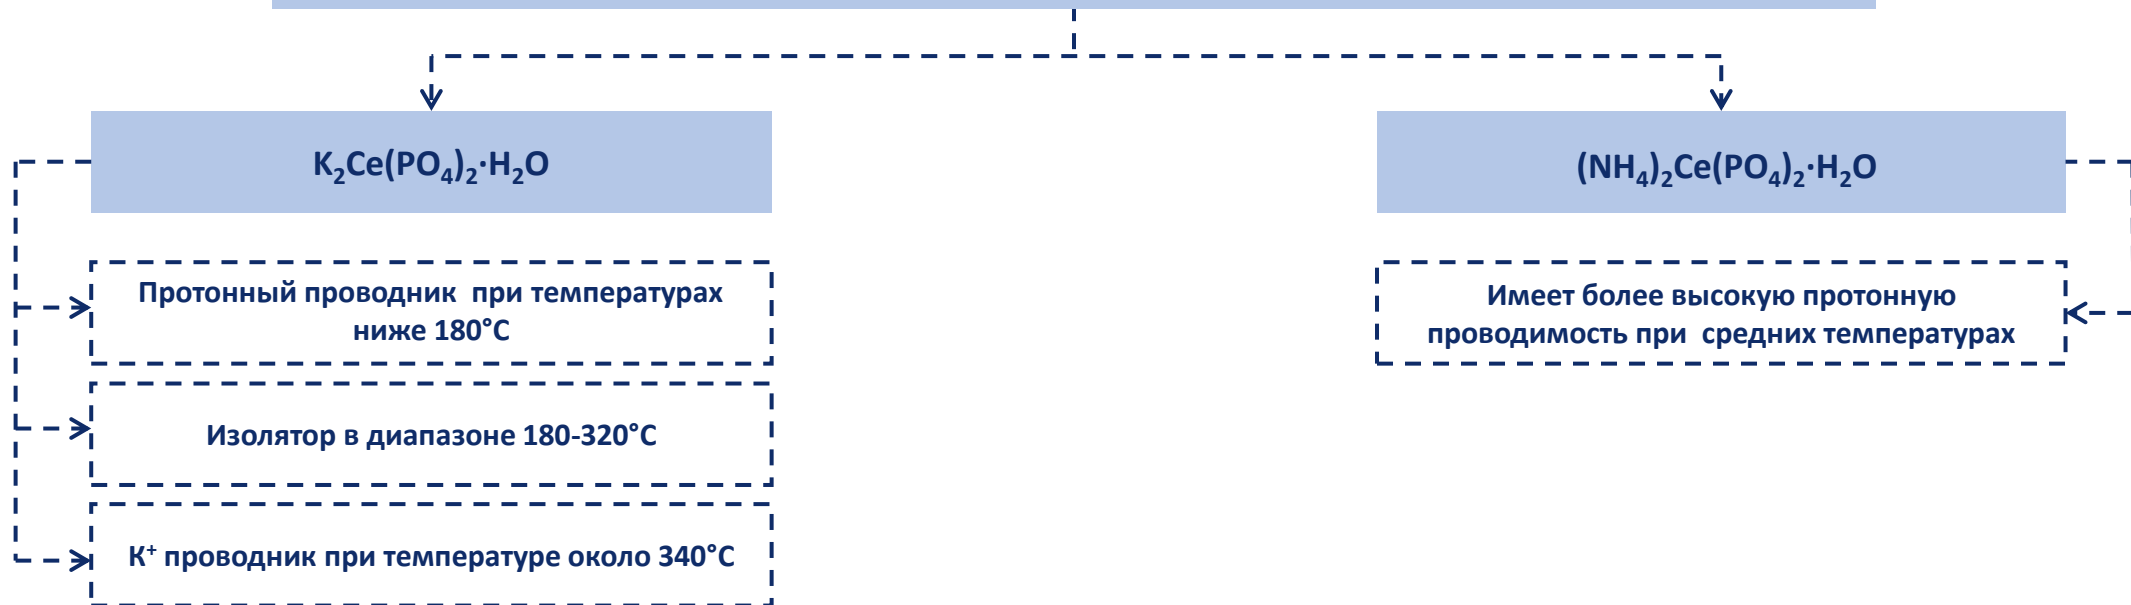 K₂Ce(PO₄)₂·H₂O
(NH₄)₂Ce(PO₄)₂·H₂O
Протонный проводник при температурах
ниже 180°C
Имеет более высокую протонную
проводимость при средних температурах
Изолятор в диапазоне 180-320°C
K⁺ проводник при температуре около 340°C